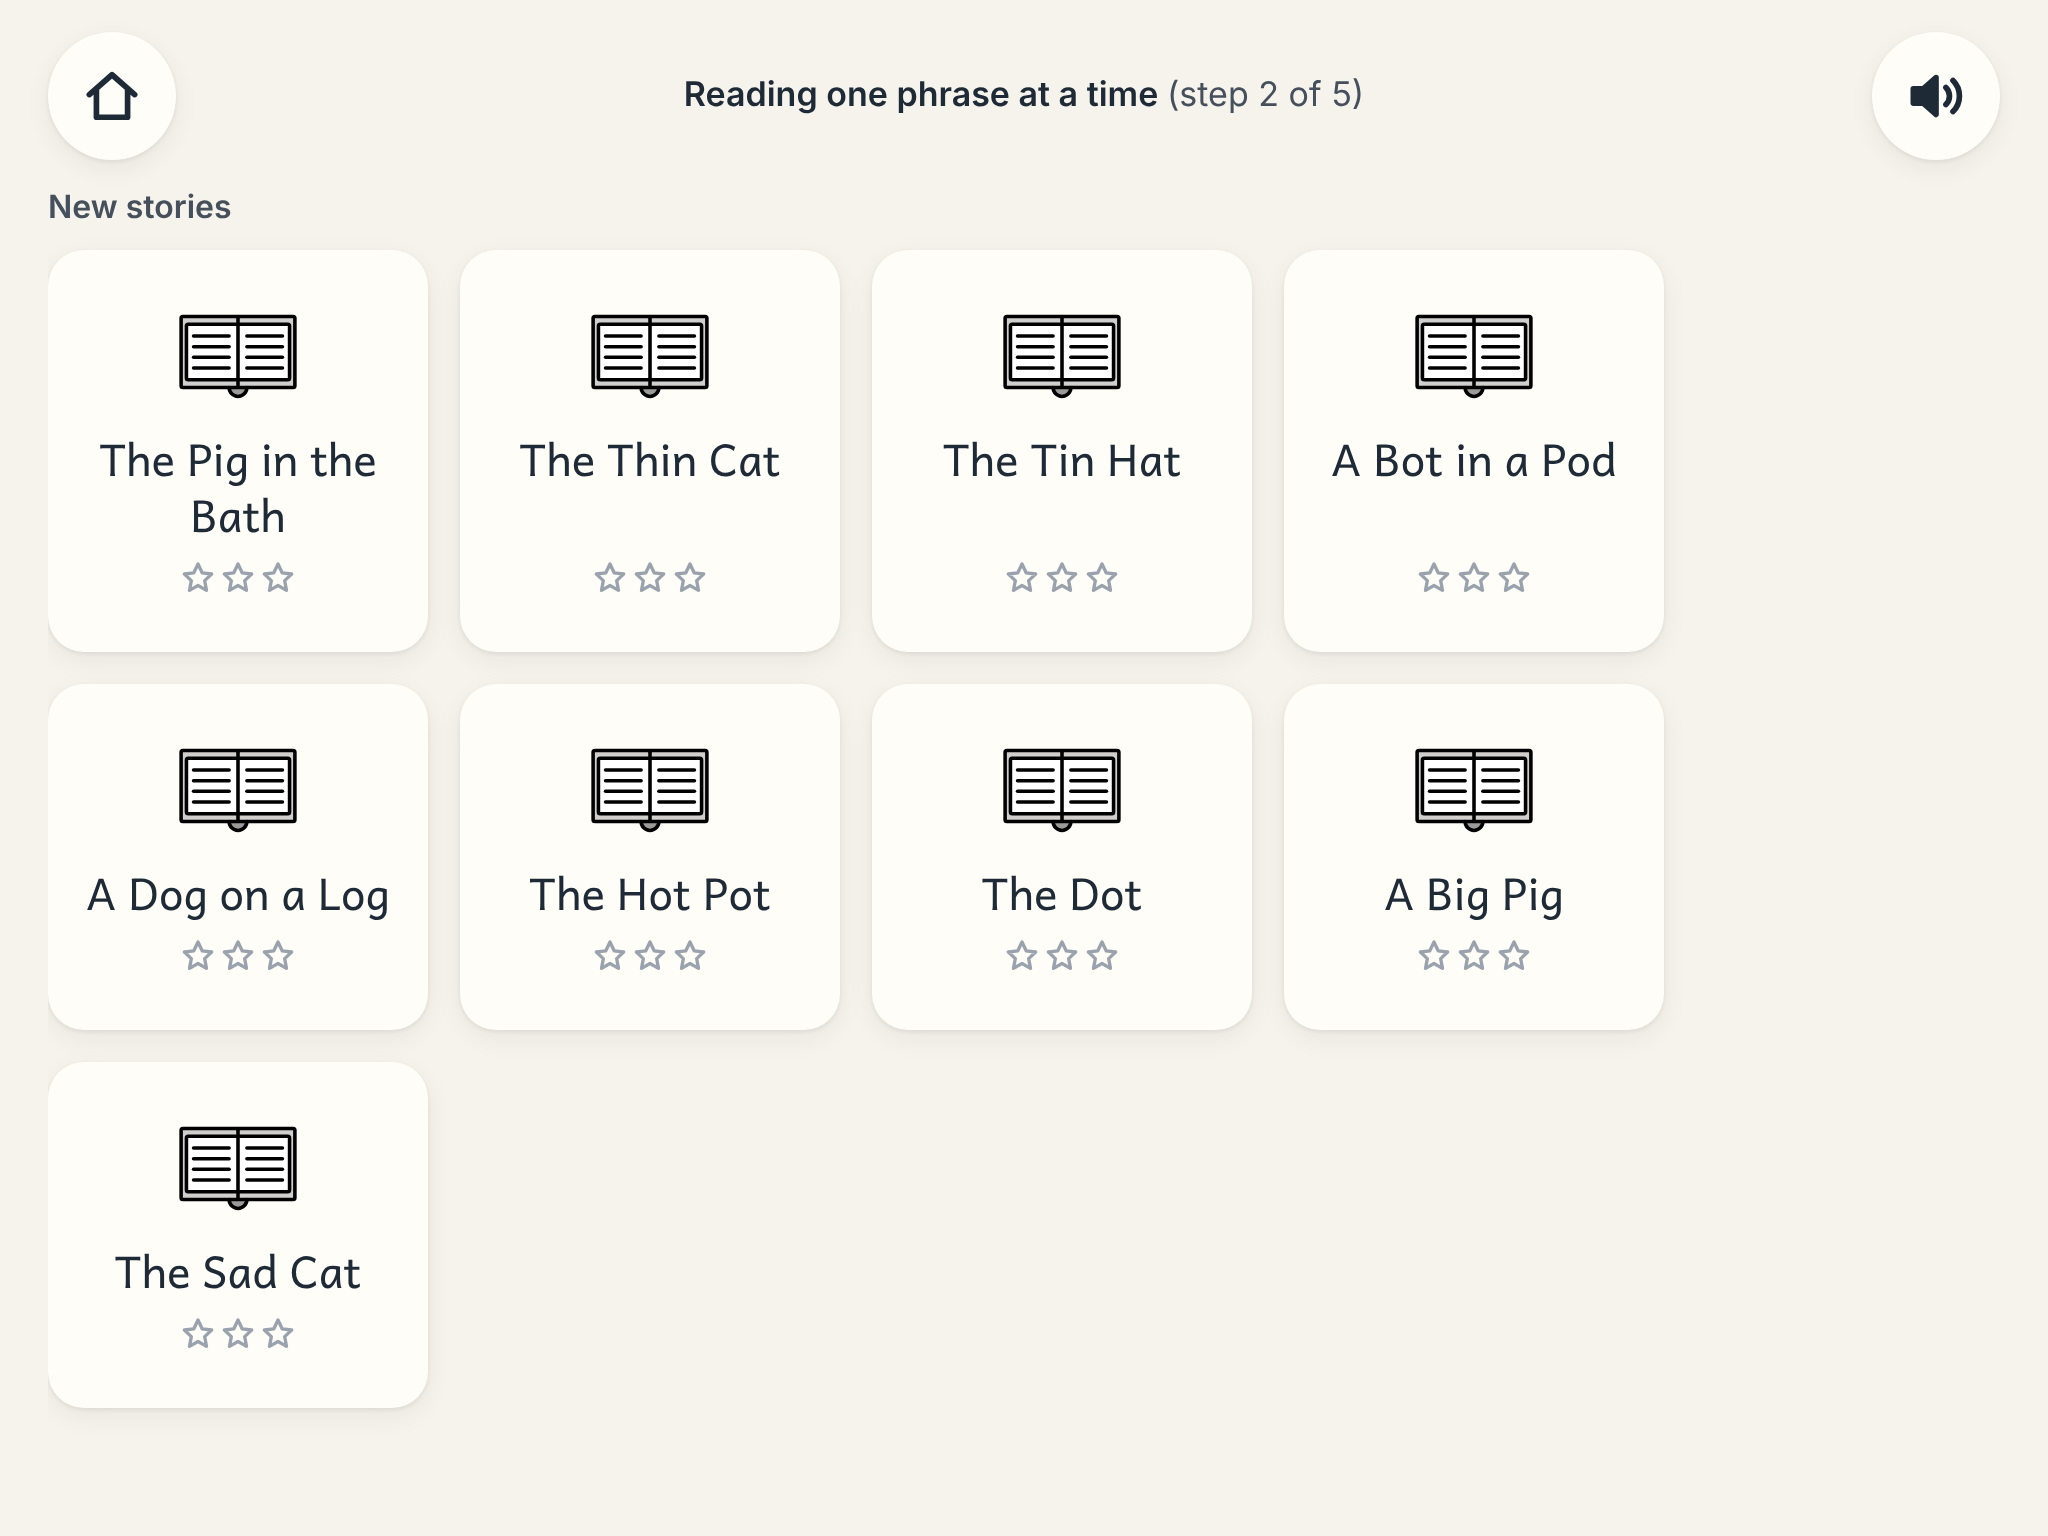 Reading one phrase at a time (step 2 of 5)
New stories
The Pig in the
Bath
The Thin Cat
The Tin Hat
A Bot in a Pod
A Dog on a Log
The Hot Pot
The Dot
A Big Pig
The Sad Cat